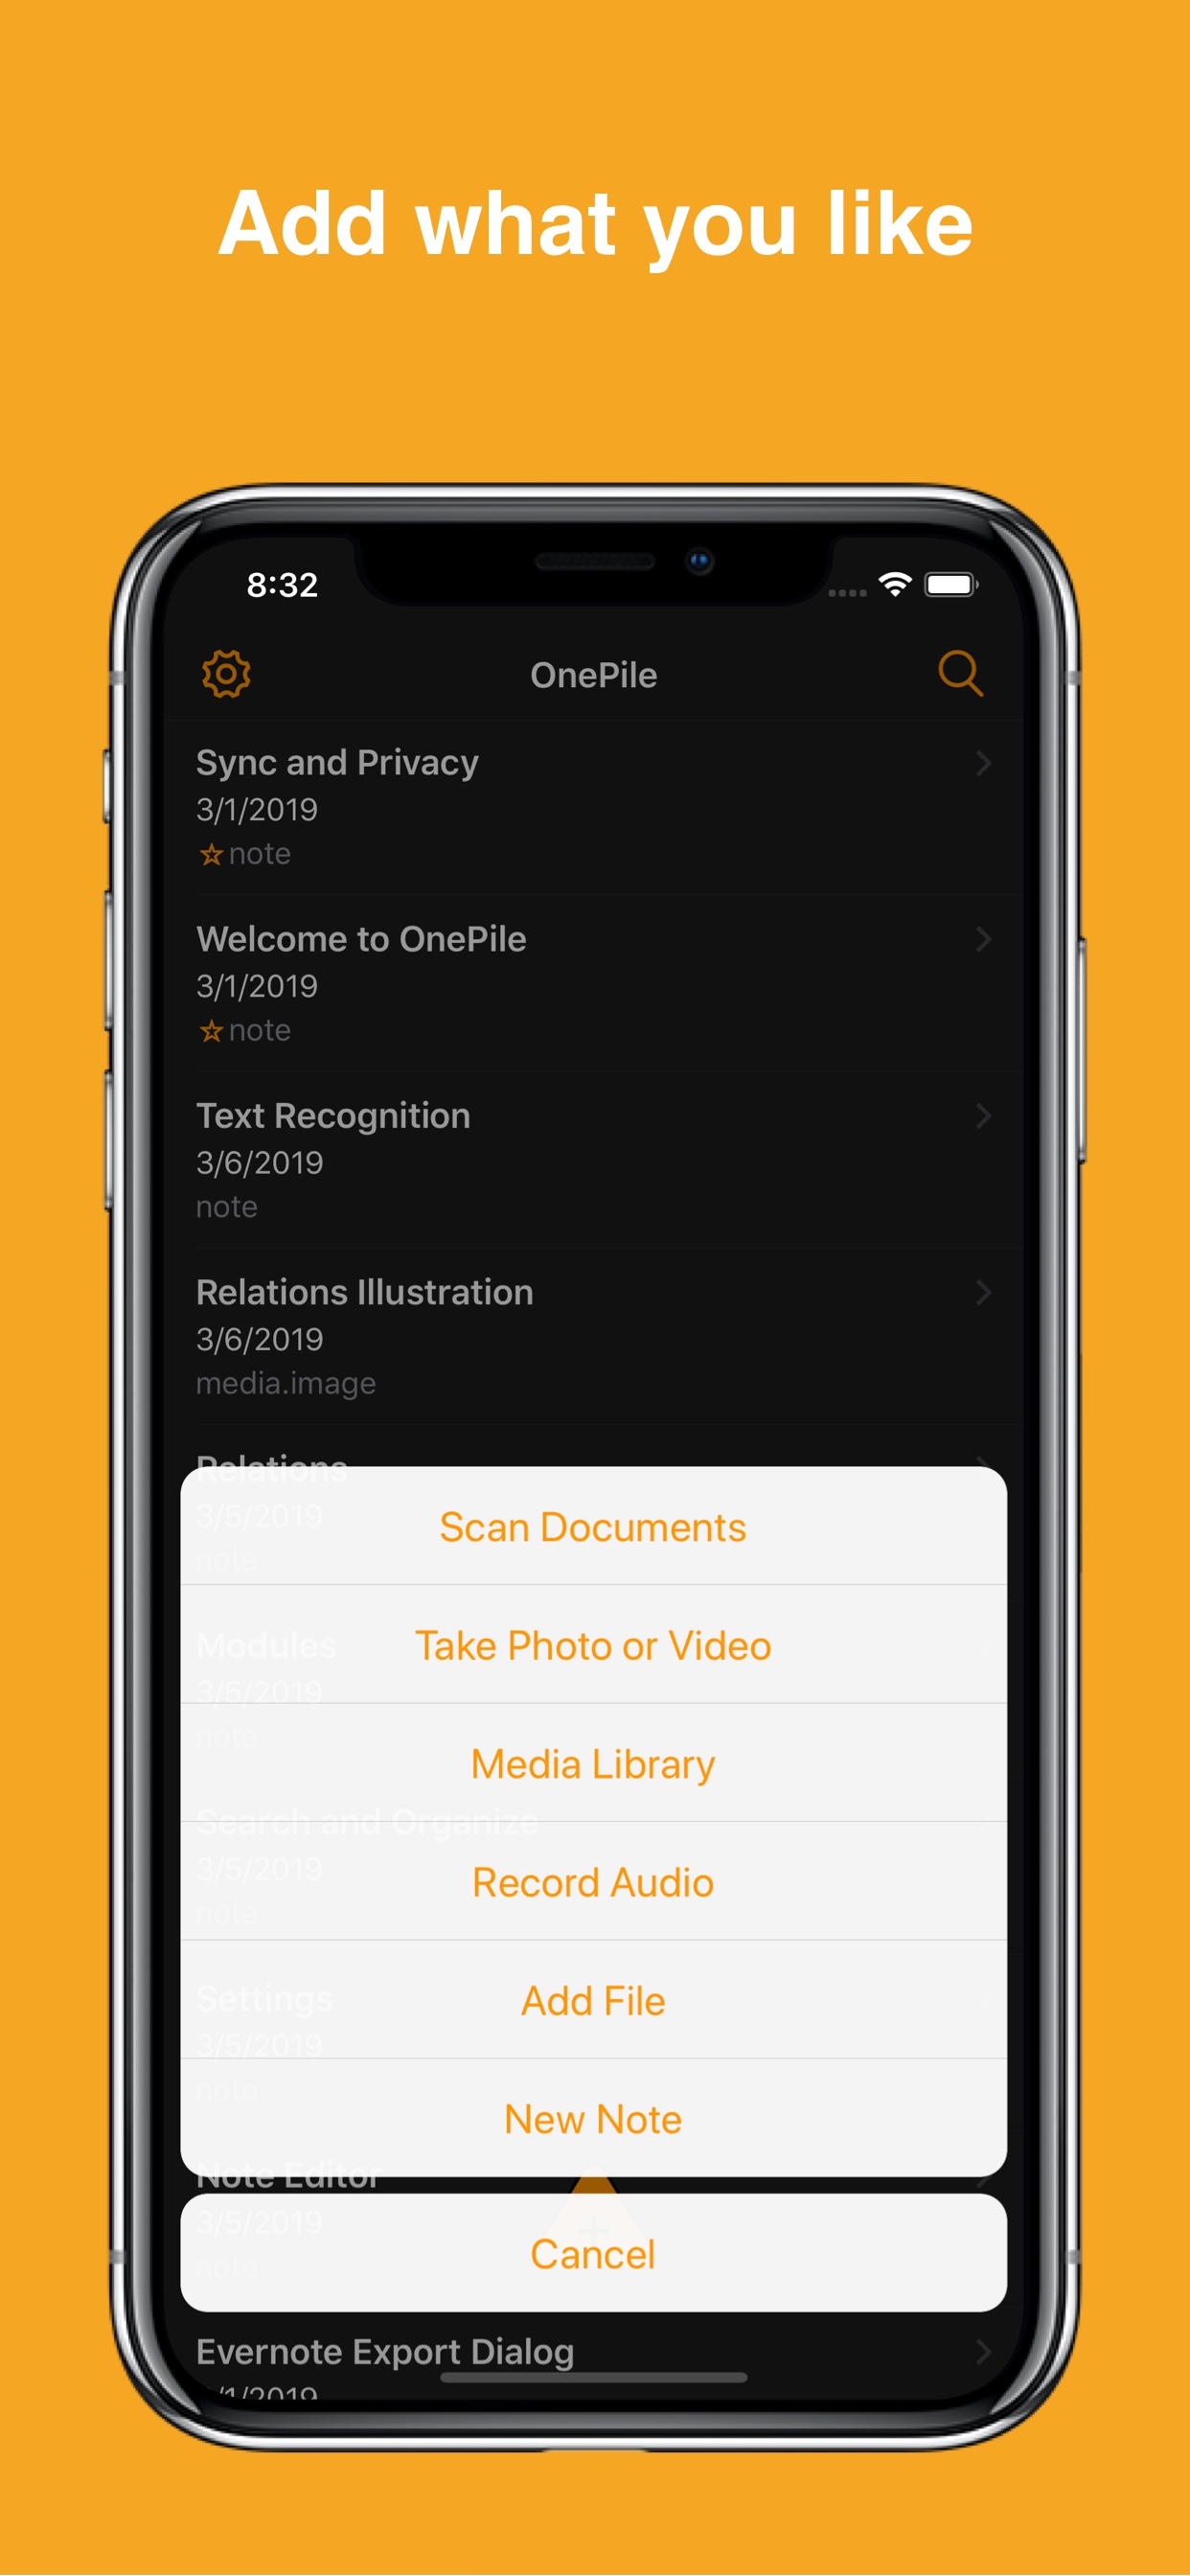 Add what you like
8:32
OnePile
Sync and Privacy
3/1/2019
note
Welcome to OnePile
3/1/2019
note
Text Recognition
3/6/2019
note
Relations Illustration
3/6/2019
media.image
Relations
3/5/2019
note
Scan Documents
Modules
3/5/2019
note
Take Photo or Video
Media Library
Search and Organize
3/5/2019
note
Record Audio
Settings
3/5/2019
note
Add File
New Note
Note Editor
3/5/2019
note
Cancel
Evernote Export Dialog
/1/2019